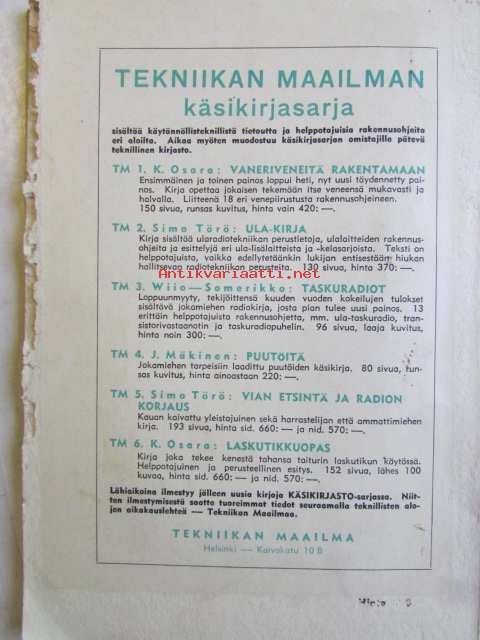 TEKNIIKAN MAAILMAN
käsikirjasarja
sisältää käytännöllisteknillistä tietoutta ja helppotajuisia rakennusohjeita
eri aloilta. Aikaa myöten muodostuu käsikirjasarjan omistajille pätevä
teknillinen kirjasto.
TM 1. K. Osara: VANERIVENEITÄ RAKENTAMAAN
Ensimmäinen ja toinen painos loppui heti, nyt uusi täydennetty pai-
nos. Kirja opettaa jokaisen tekemään itse veneensä mukavasti ja
halvalla. Liitteenä 18 eri venepiirustusta rakennusohjeineen.
150 sivua, runsas kuvitus, hinta vain 420: —.
TM 2. Simo Törö: ULA-KIRJA
Kirja sisältää ularadiotekniikan perustietoja, ulalaitteiden rakennus-
ohjeita ja esittelyjä eri ula-lisälaitteista ja -kelasarjoista. Teksti on
helppotajuista, vaikka edellytetäänkin lukijan entisestään hiukan
hallitsevan radiotekniikan perusteita. 130 sivua, hinta 370: —.
Antikvariaatti.net
TM 3. Wiio—Somerikko: TASKURADIOT
Loppuunmyyty, tekijöittensä kuuden vuoden kokeilujen tulokset
sisältävä jokamiehen radiokirja, josta pian tulee uusi painos. 13
erittäin helppotajuista rakennusohjetta, mm. ula-taskuradio, tran-
sistorivastaanotin ja taskuradiopuhelin. 96 sivua, laaja kuvitus,
hinta noin 300: —.
TM 4. J. Mäkinen: PUUTÖITÄ
Jokamiehen tarpeisiin laadittu puutöiden käsikirja. 80 sivua, run-
sas kuvitus, hinta ainoastaan 220: —.
TM 5. Simo Törö: VIAN ETSINTÄ JA RADION
KORJAUS
Kauan kaivattu yleistajuinen sekä harrastelijan että ammattimiehen
kirja. 193 sivua, hinta sid. 660: — ja nid. 570: —.
TM 6. K. Osara: LASKUTIKKUOPAS
Kirja joka tekee kenestä tahansa taiturin laskutikun käytössä.
Helppotajuinen ja perusteellinen esitys. 152 sivua, lähes 100
kuvaa, hinta sid. 660: — ja nid. 570: —.
Lähiaikoina ilmestyy jälleen uusia kirjoja KÄSIKIRJASTO-sarjassa. Niit-
ten ilmestymisestä saatte tuoreimmat tiedot seuraamalla teknillisten alo-
jen aikakauslehteä — Tekniikan Maailmaa.
TEKNIIKAN MAAILMA
Helsinki — Kaivokatu 10 B